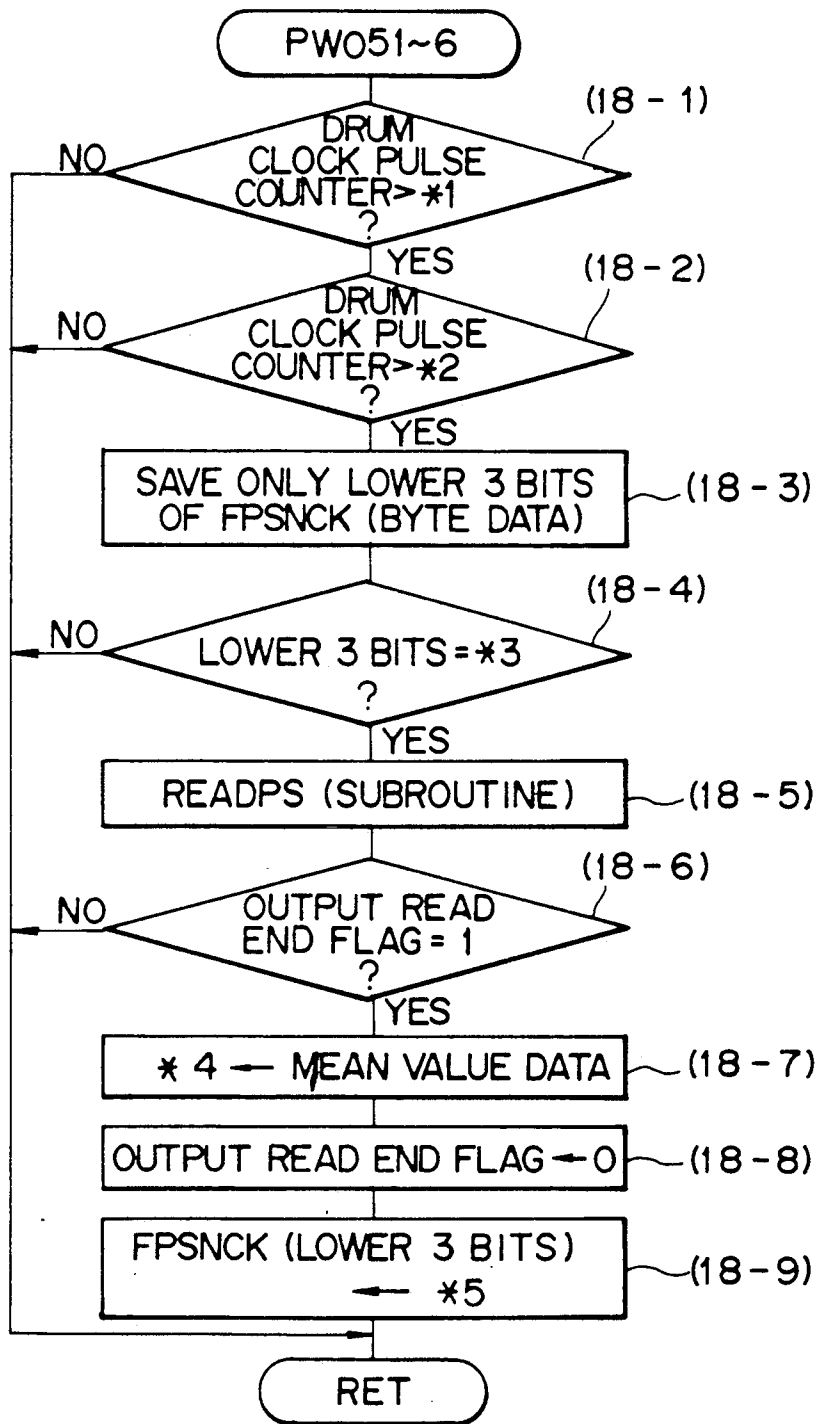 PW051~6
(18-1)
DRUM
CLOCK PULSE
COUNTER>*1
?
NO
YES
(18-2)
DRUM
CLOCK PULSE
COUNTER>*2
?
NO
YES
SAVE ONLY LOWER 3 BITS
OF FPSNCK (BYTE DATA)
(18-3)
(18-4)
NO
LOWER 3 BITS=*3
?
YES
READPS (SUBROUTINE)
(18-5)
(18-6)
NO
OUTPUT READ
END FLAG=1
?
YES
*4 ← MEAN VALUE DATA
(18-7)
OUTPUT READ END FLAG ←0
(18-8)
FPSNCK (LOWER 3 BITS)
← *5
(18-9)
RET